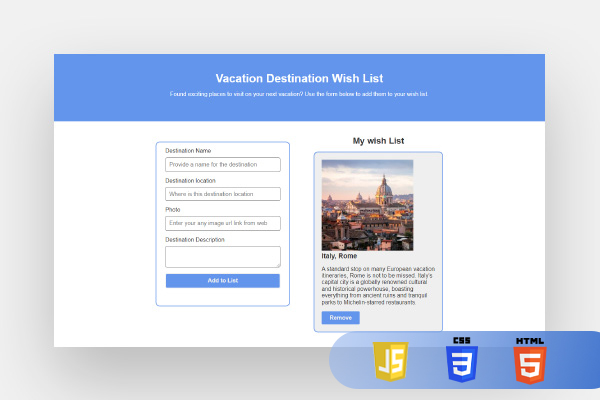 Vacation Destination Wish List
Found exciting places to visit on your next vacation? Use the form below to add them to your wish list.
Destination Name
Provide a name for the destination
Destination location
Where is this destination location
Photo
Enter your any image url link from web
Destination Description
Add to List
My wish List
Italy, Rome
A standard stop on many European vacation
itineraries, Rome is not to be missed. Italy's
capital city is a globally renowned cultural
and historical powerhouse, boasting
everything from ancient ruins and tranquil
parks to Michelin-starred restaurants.
Remove
JS
CSS
3
HTML
5